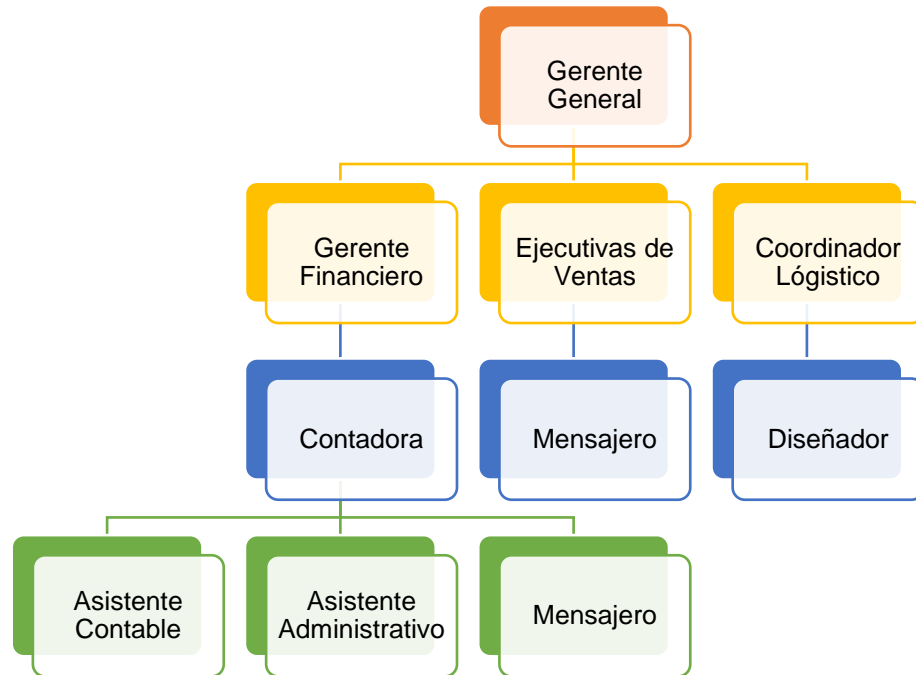 Gerente
General
Gerente
Financiero
Ejecutivas de
Ventas
Coordinador
Lógistico
Contadora
Mensajero
Diseñador
Asistente
Contable
Asistente
Administrativo
Mensajero